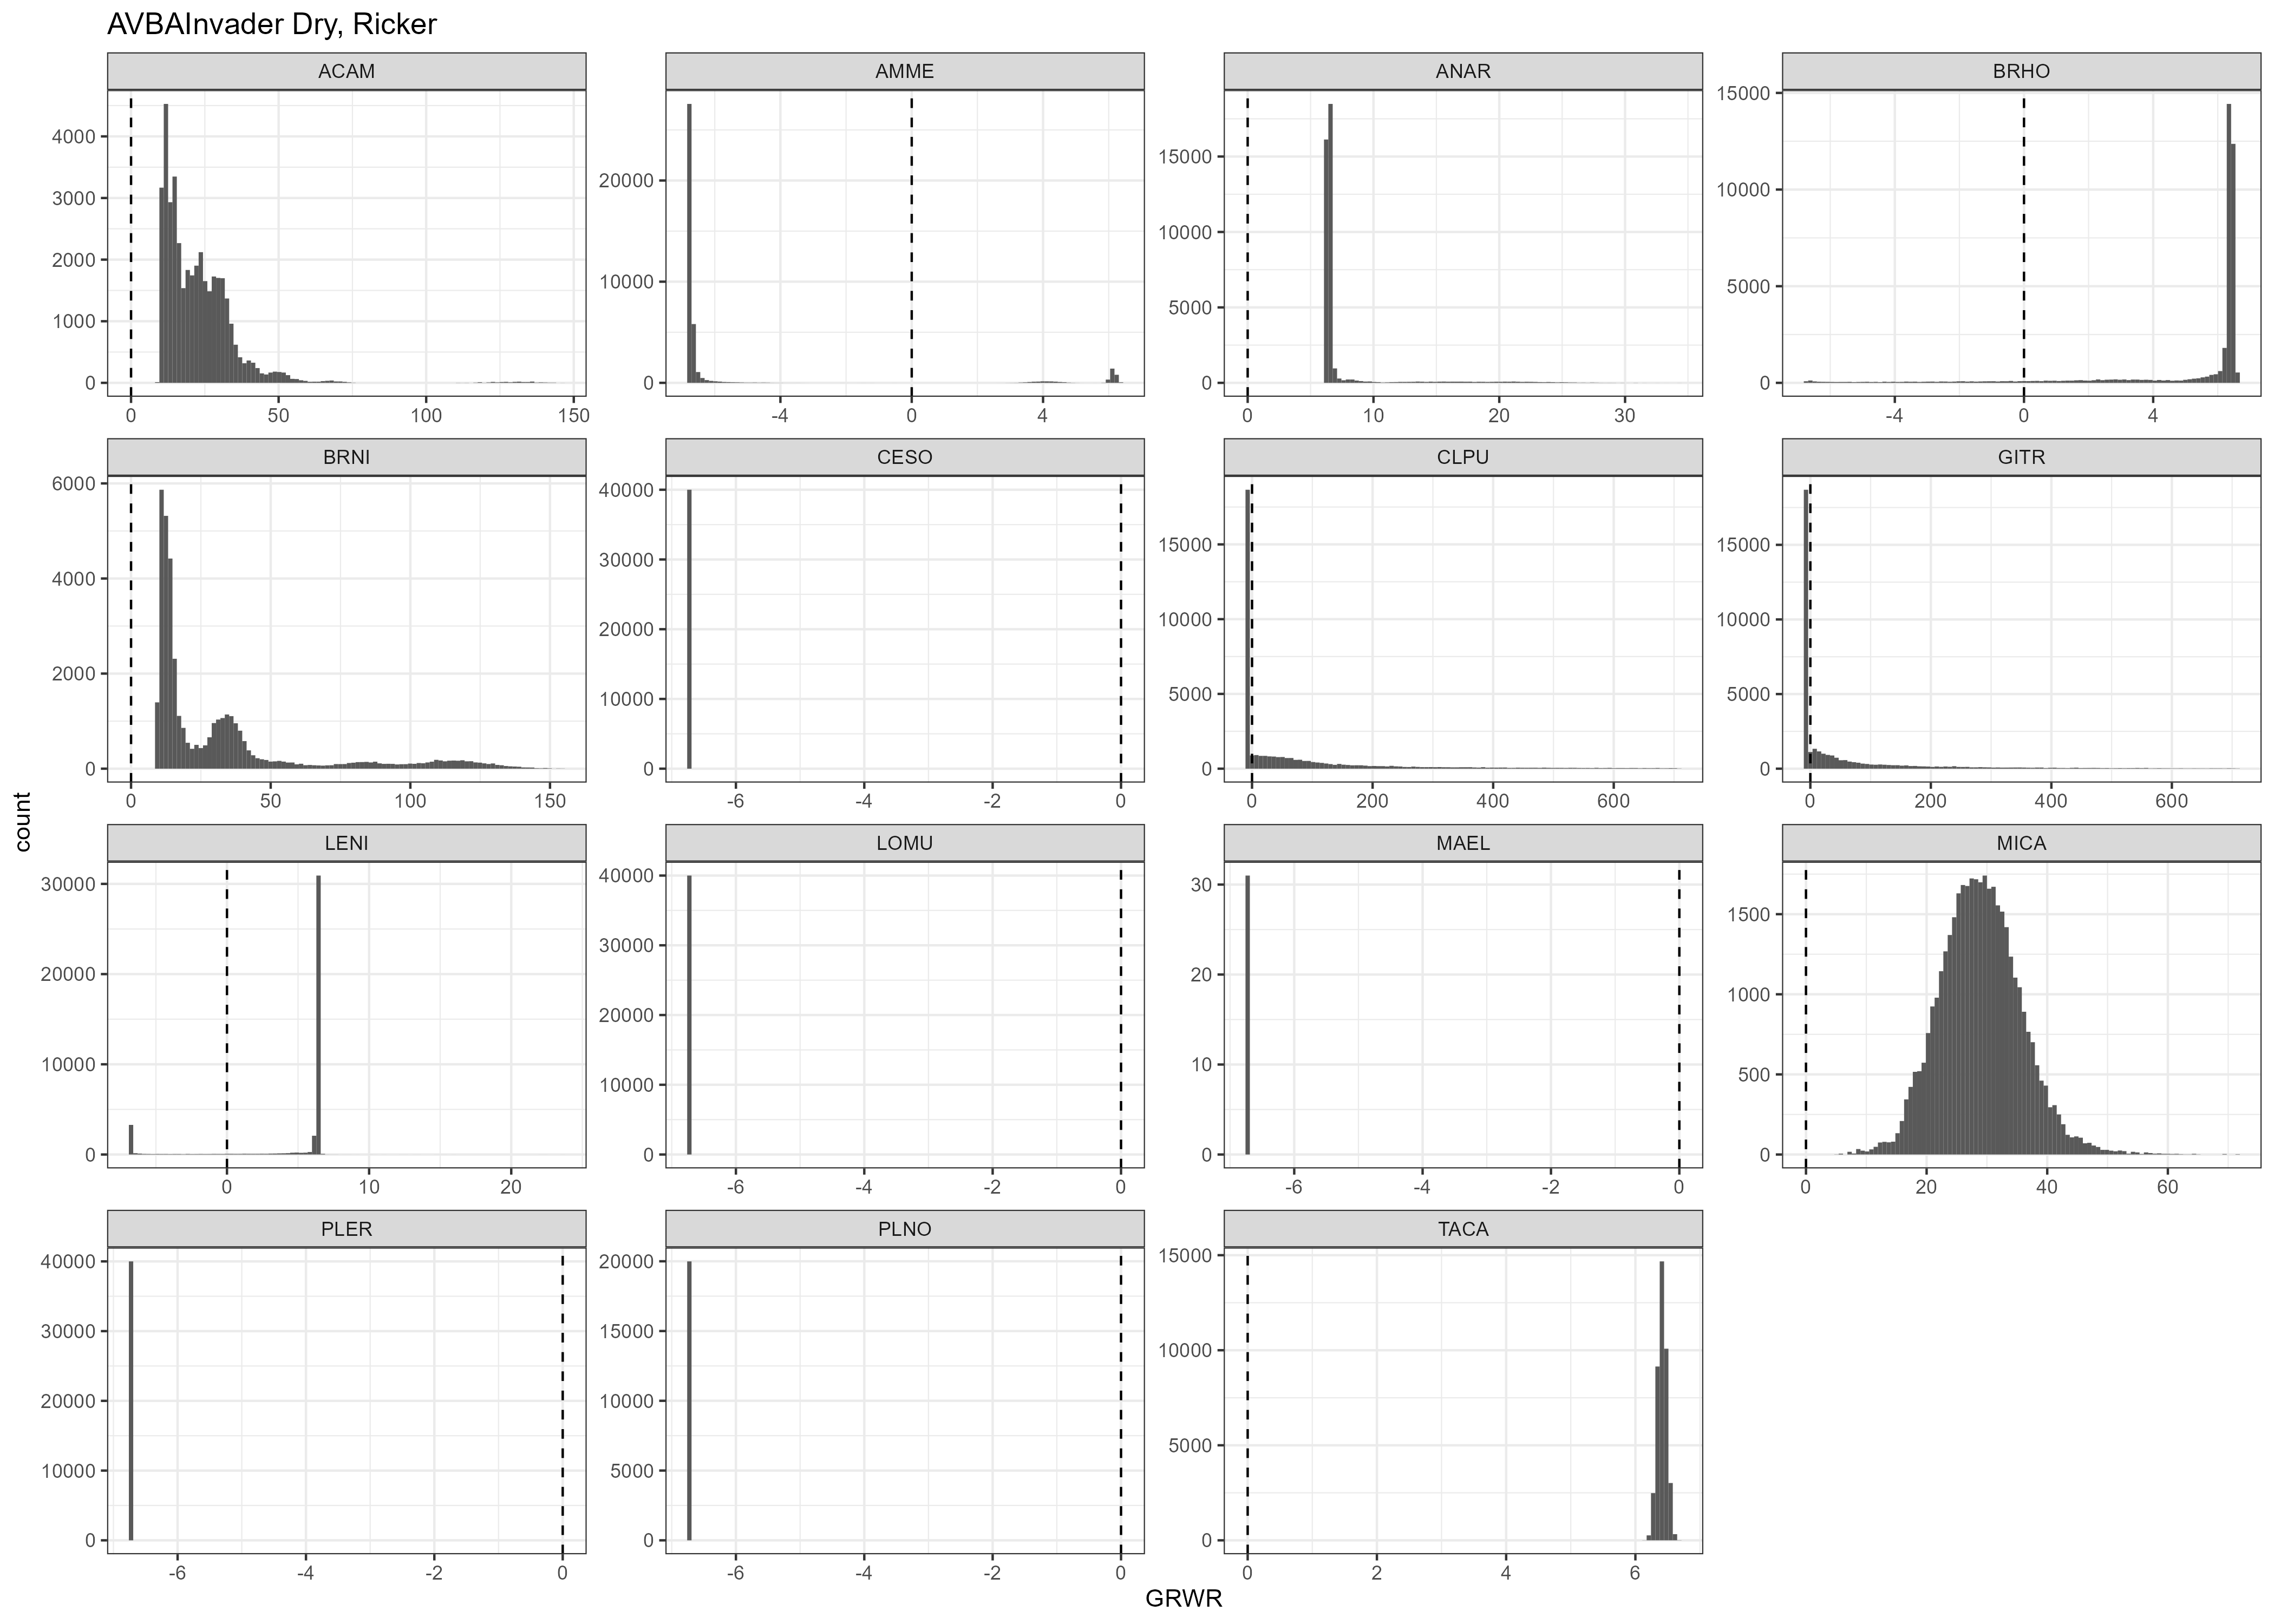 AVBAInvader Dry, Ricker
ACAM AMME ANAR BRHO
4000 3000 2000 1000 0
0 50 100 150
20000 10000 0
-4 0 4
15000 10000 5000 0
0 10 20 30
15000 10000 5000 0
-4 0 4
BRNI CESO CLPU GITR
6000 4000 2000 0
0 50 100 150
40000 30000 20000 10000 0
-6 -4 -2 0
15000 10000 5000 0
0 200 400 600
15000 10000 5000 0
0 200 400 600
count
LENI LOMU MAEL MICA
30000 20000 10000 0
0 10 20
40000 30000 20000 10000 0
-6 -4 -2 0
30 20 10 0
-6 -4 -2 0
1500 1000 500 0
0 20 40 60
PLER PLNO TACA
40000 30000 20000 10000 0
-6 -4 -2 0
20000 15000 10000 5000 0
-6 -4 -2 0
15000 10000 5000 0
0 2 4 6
GRWR